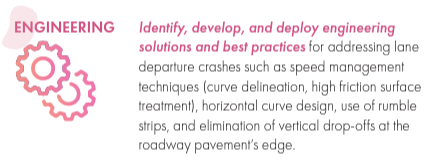 ENGINEERING
Identify, develop, and deploy engineering
solutions and best practices for addressing lane
departure crashes such as speed management
techniques (curve delineation, high friction surface
treatment), horizontal curve design, use of rumble
strips, and elimination of vertical drop-offs at the
roadway pavement's edge.